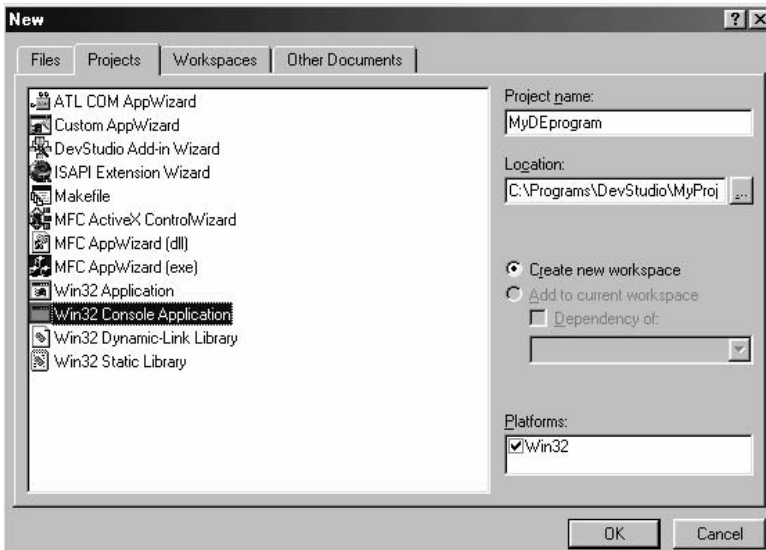 New
Files
Projects
Workspaces
Other Documents
ATL COM AppWizard
Custom AppWizard
DevStudio Add-in Wizard
ISAPI Extension Wizard
Makefile
MFC ActiveX ControlWizard
MFC AppWizard (dll)
MFC AppWizard (exe)
Win32 Application
Win32 Console Application
Win32 Dynamic-Link Library
Win32 Static Library
Project name:
MyDEprogram
Location:
C:\Programs\DevStudio\MyProj
...
Create new workspace
Add to current workspace
Dependency of:
Platforms:
Win32
OK
Cancel